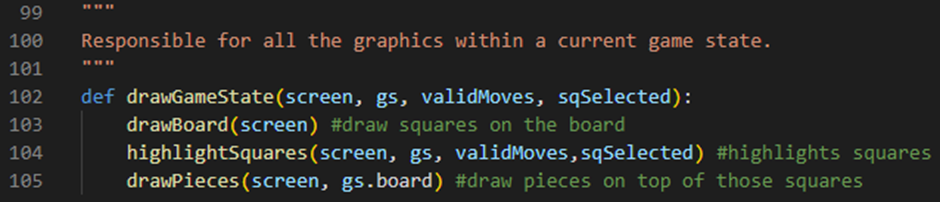 99 """
100 Responsible for all the graphics within a current game state.
101 """
102 def drawGameState(screen, gs, validMoves, sqSelected):
103 drawBoard(screen) #draw squares on the board
104 highlightSquares(screen, gs, validMoves,sqSelected) #highlights squares
105 drawPieces(screen, gs.board) #draw pieces on top of those squares